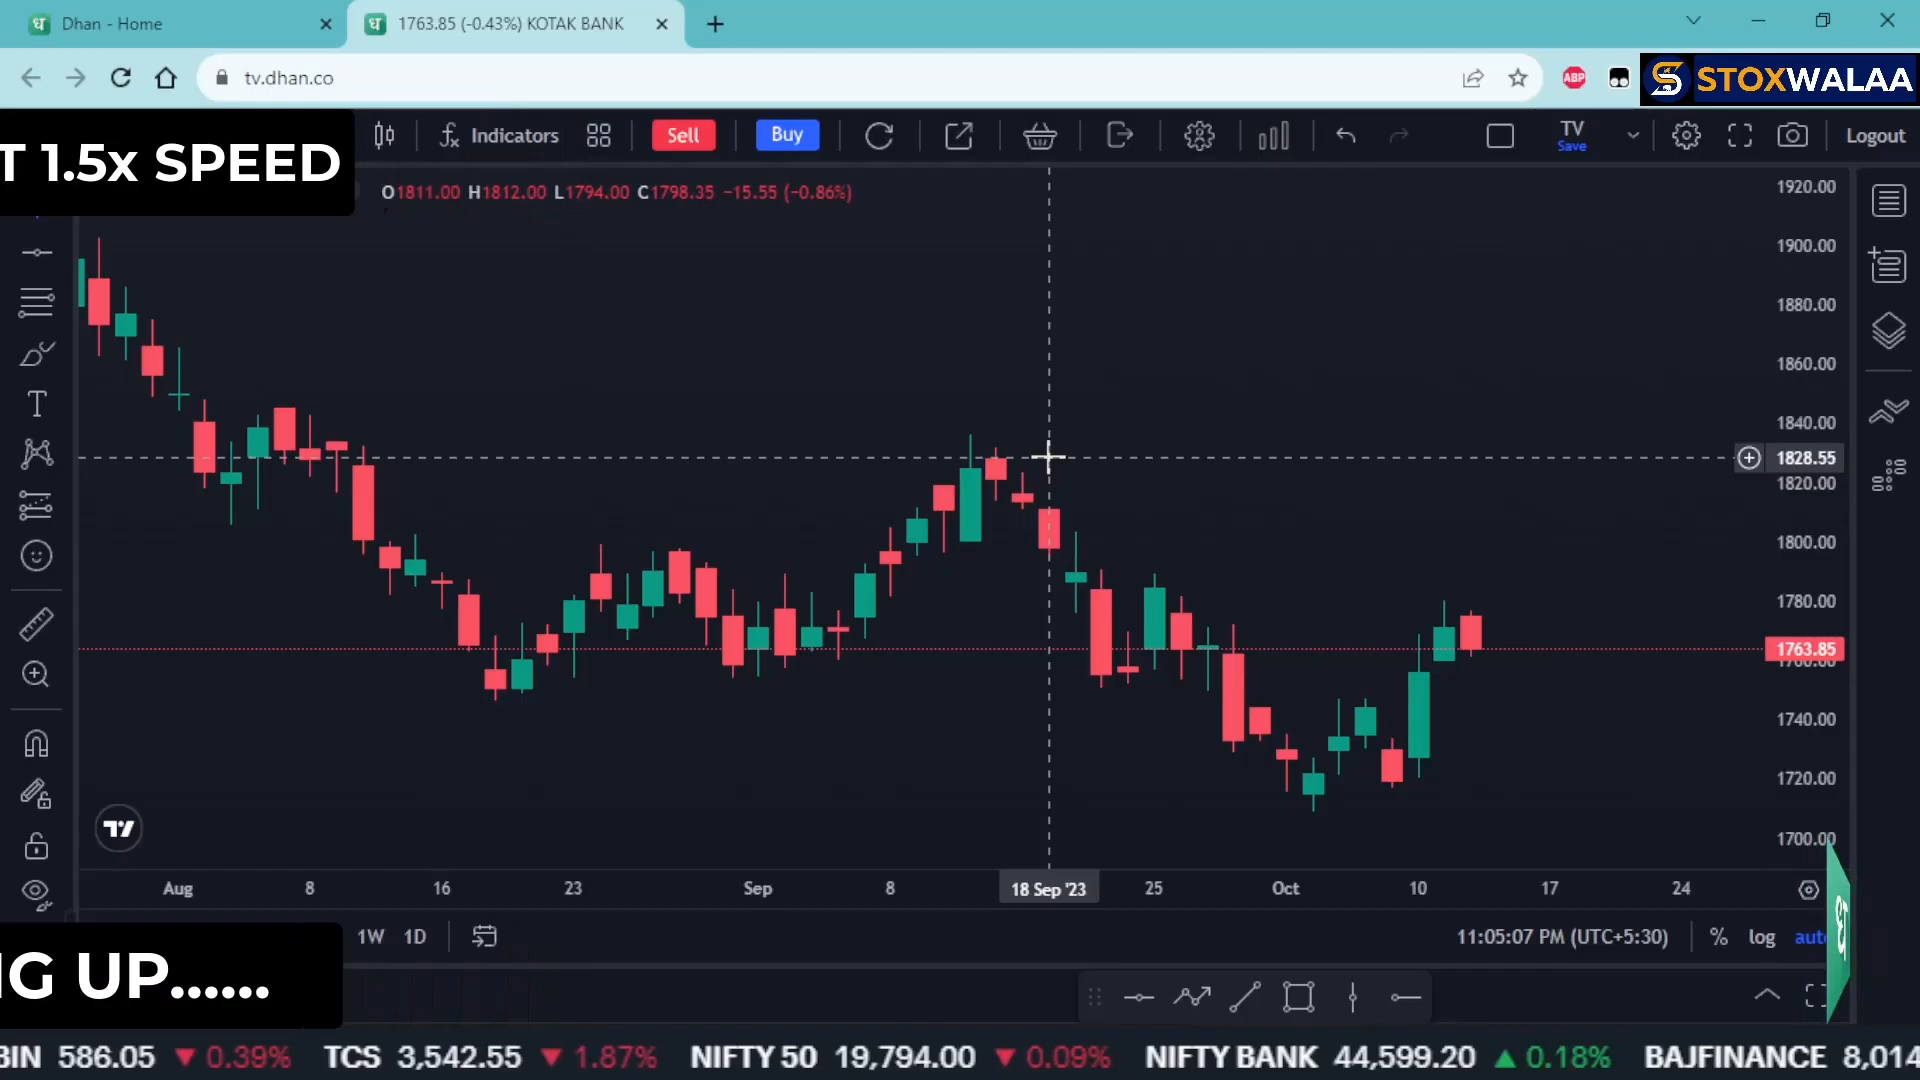 Dhan - Home
1763.85 (-0.43%) KOTAK BANK
tv.dhan.co
ABP
STOXWALAA
T 1.5x SPEED
Indicators
Sell
Buy
TV
Save
Logout
O1811.00 H1812.00 L1794.00 C1798.35 −15.55 (−0.86%)
1920.00
1900.00
1880.00
1860.00
1840.00
1828.55
1820.00
1800.00
1780.00
1763.85
1760.00
1740.00
1720.00
1700.00
Aug 8 16 23 Sep 8 18 Sep '23 25 Oct 10 17 24
1W 1D
11:05:07 PM (UTC+5:30) % log auto
NG UP......
BIN 586.05 ▼ 0.39% TCS 3,542.55 ▼ 1.87% NIFTY 50 19,794.00 ▼ 0.09% NIFTY BANK 44,599.20 ▲ 0.18% BAJFINANCE 8,014